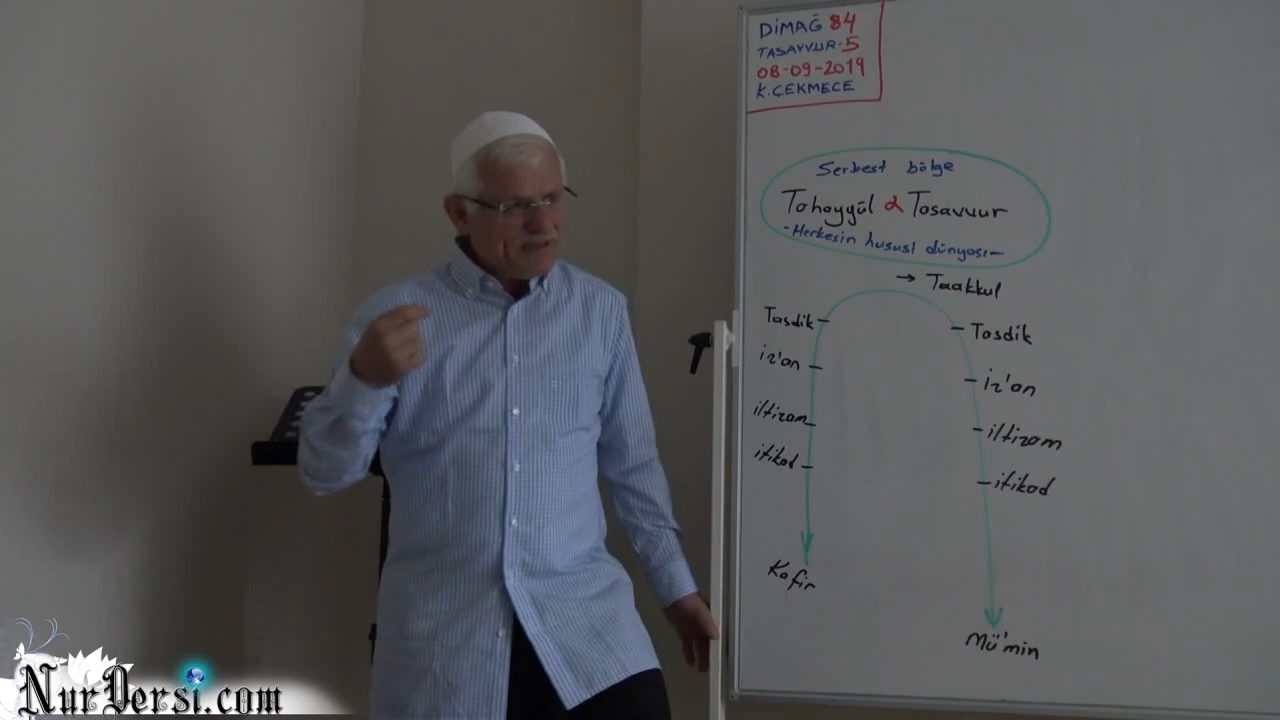 DİMAĞ 84
TASAVVUR-5
08-09-2019
K.ÇEKMECE
Serbest bölge
Tahayyül & Tasavvur
-Herkesin hususi dünyası-
→ Taakkul
Tasdik
Tasdik
iz'an
İz'an
iltizam
iltizam
itikad
itikad
Kafir
Mü'min
NurDersi.com